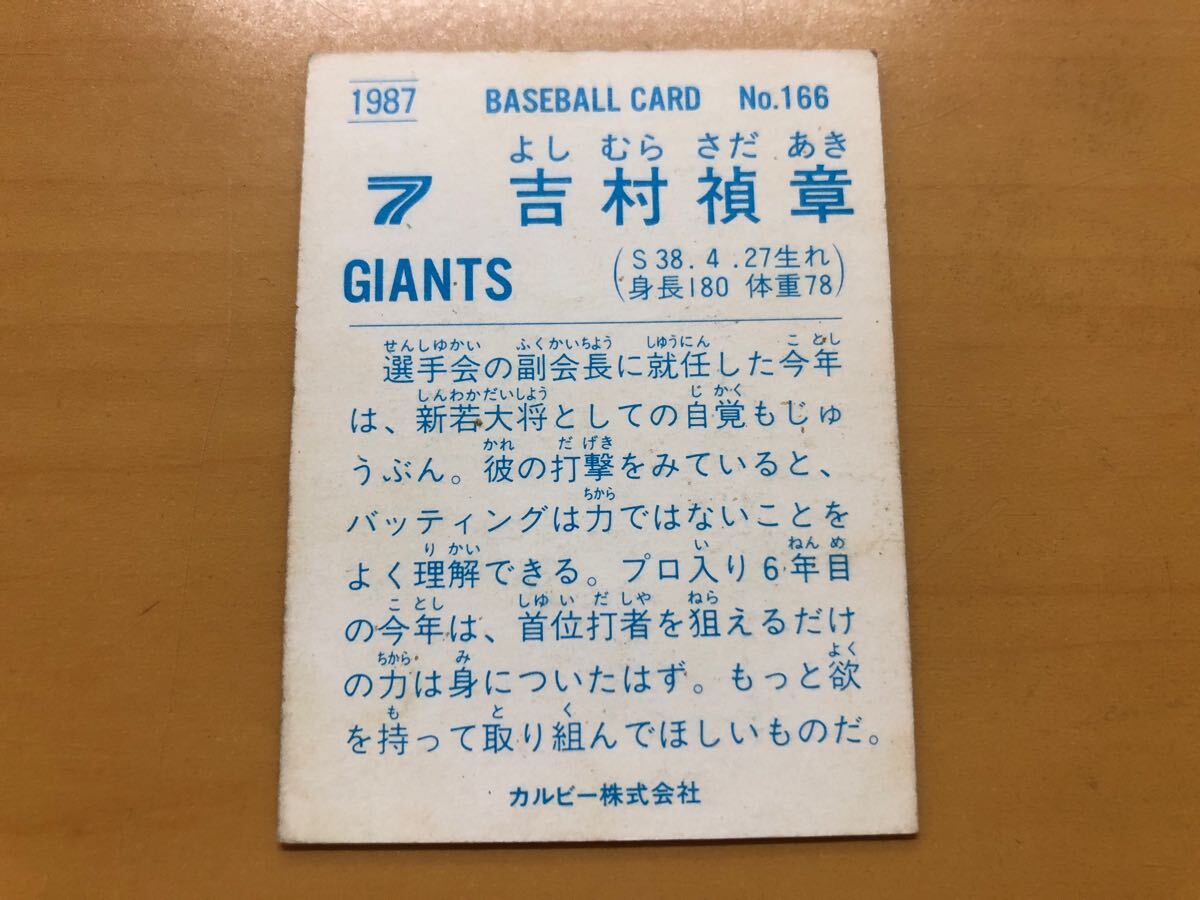 1987 BASEBALL CARD No.166
よし むら さだ あき
7 吉村禎章
GIANTS (S38.4.27生れ
身長180 体重78)
せんしゆかい ふくかいちよう しゆうにん ことし
選手会の副会長に就任した今年
しんわかだいしよう じかく
は、新若大将としての自覚もじゅ
かれ だげき
うぶん。彼の打撃をみていると、
ちから
バッティングは力ではないことを
りかい い ねんめ
よく理解できる。プロ入り6年目
ことし しゆいだしや ねら
の今年は、首位打者を狙えるだけ
ちから み よく
の力は身についたはず。もっと欲
も と く
を持って取り組んでほしいものだ。
カルビー株式会社